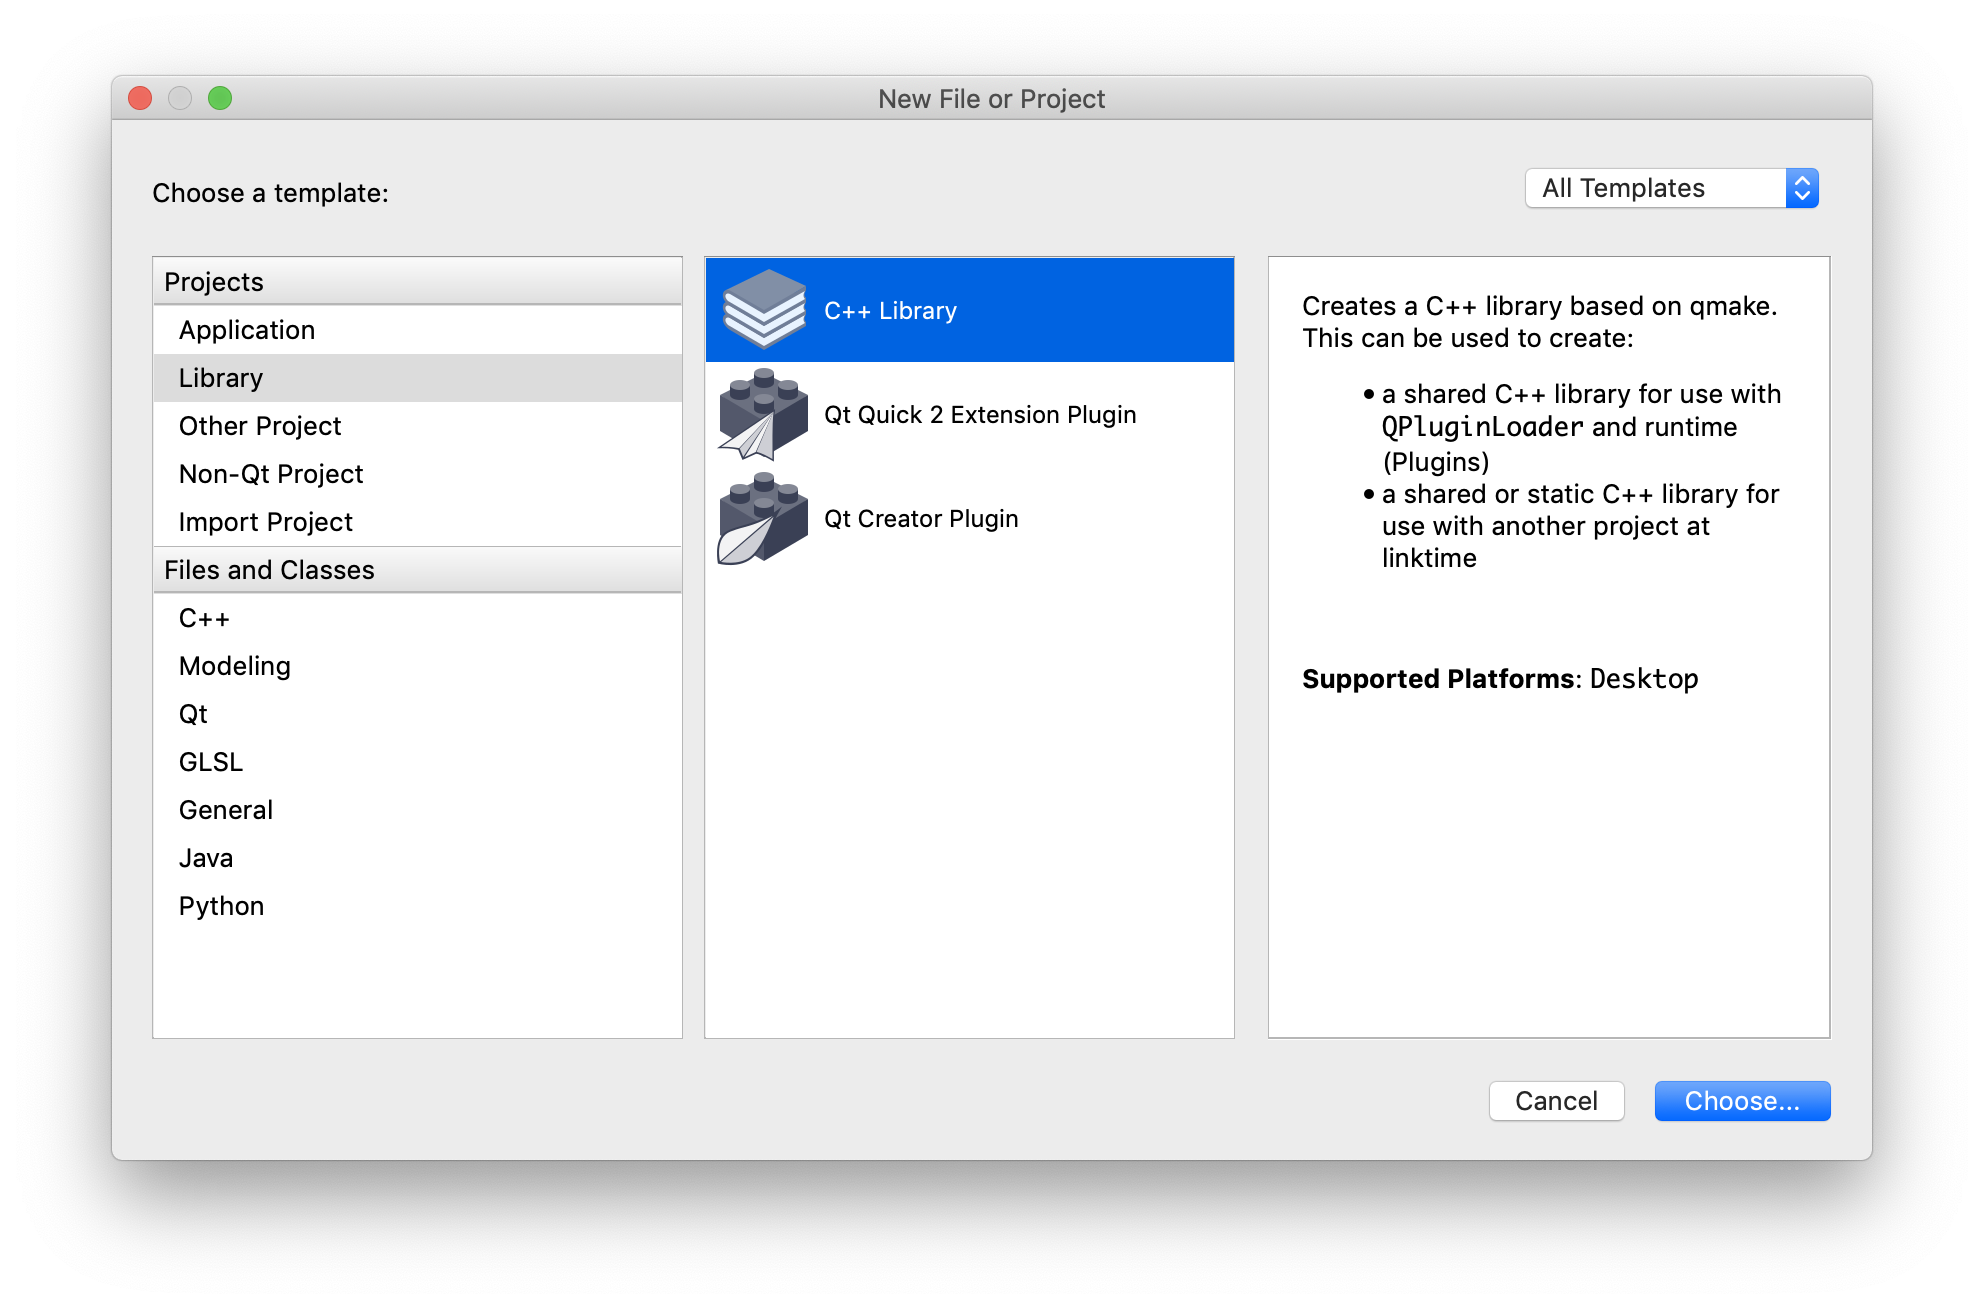 New File or Project
Choose a template:
All Templates
Projects
Application
Library
Other Project
Non-Qt Project
Import Project
Files and Classes
C++
Modeling
Qt
GLSL
General
Java
Python
C++ Library
Qt Quick 2 Extension Plugin
Qt Creator Plugin
Creates a C++ library based on qmake.
This can be used to create:
• a shared C++ library for use with
QPluginLoader and runtime
(Plugins)
• a shared or static C++ library for
use with another project at
linktime
Supported Platforms: Desktop
Cancel
Choose...